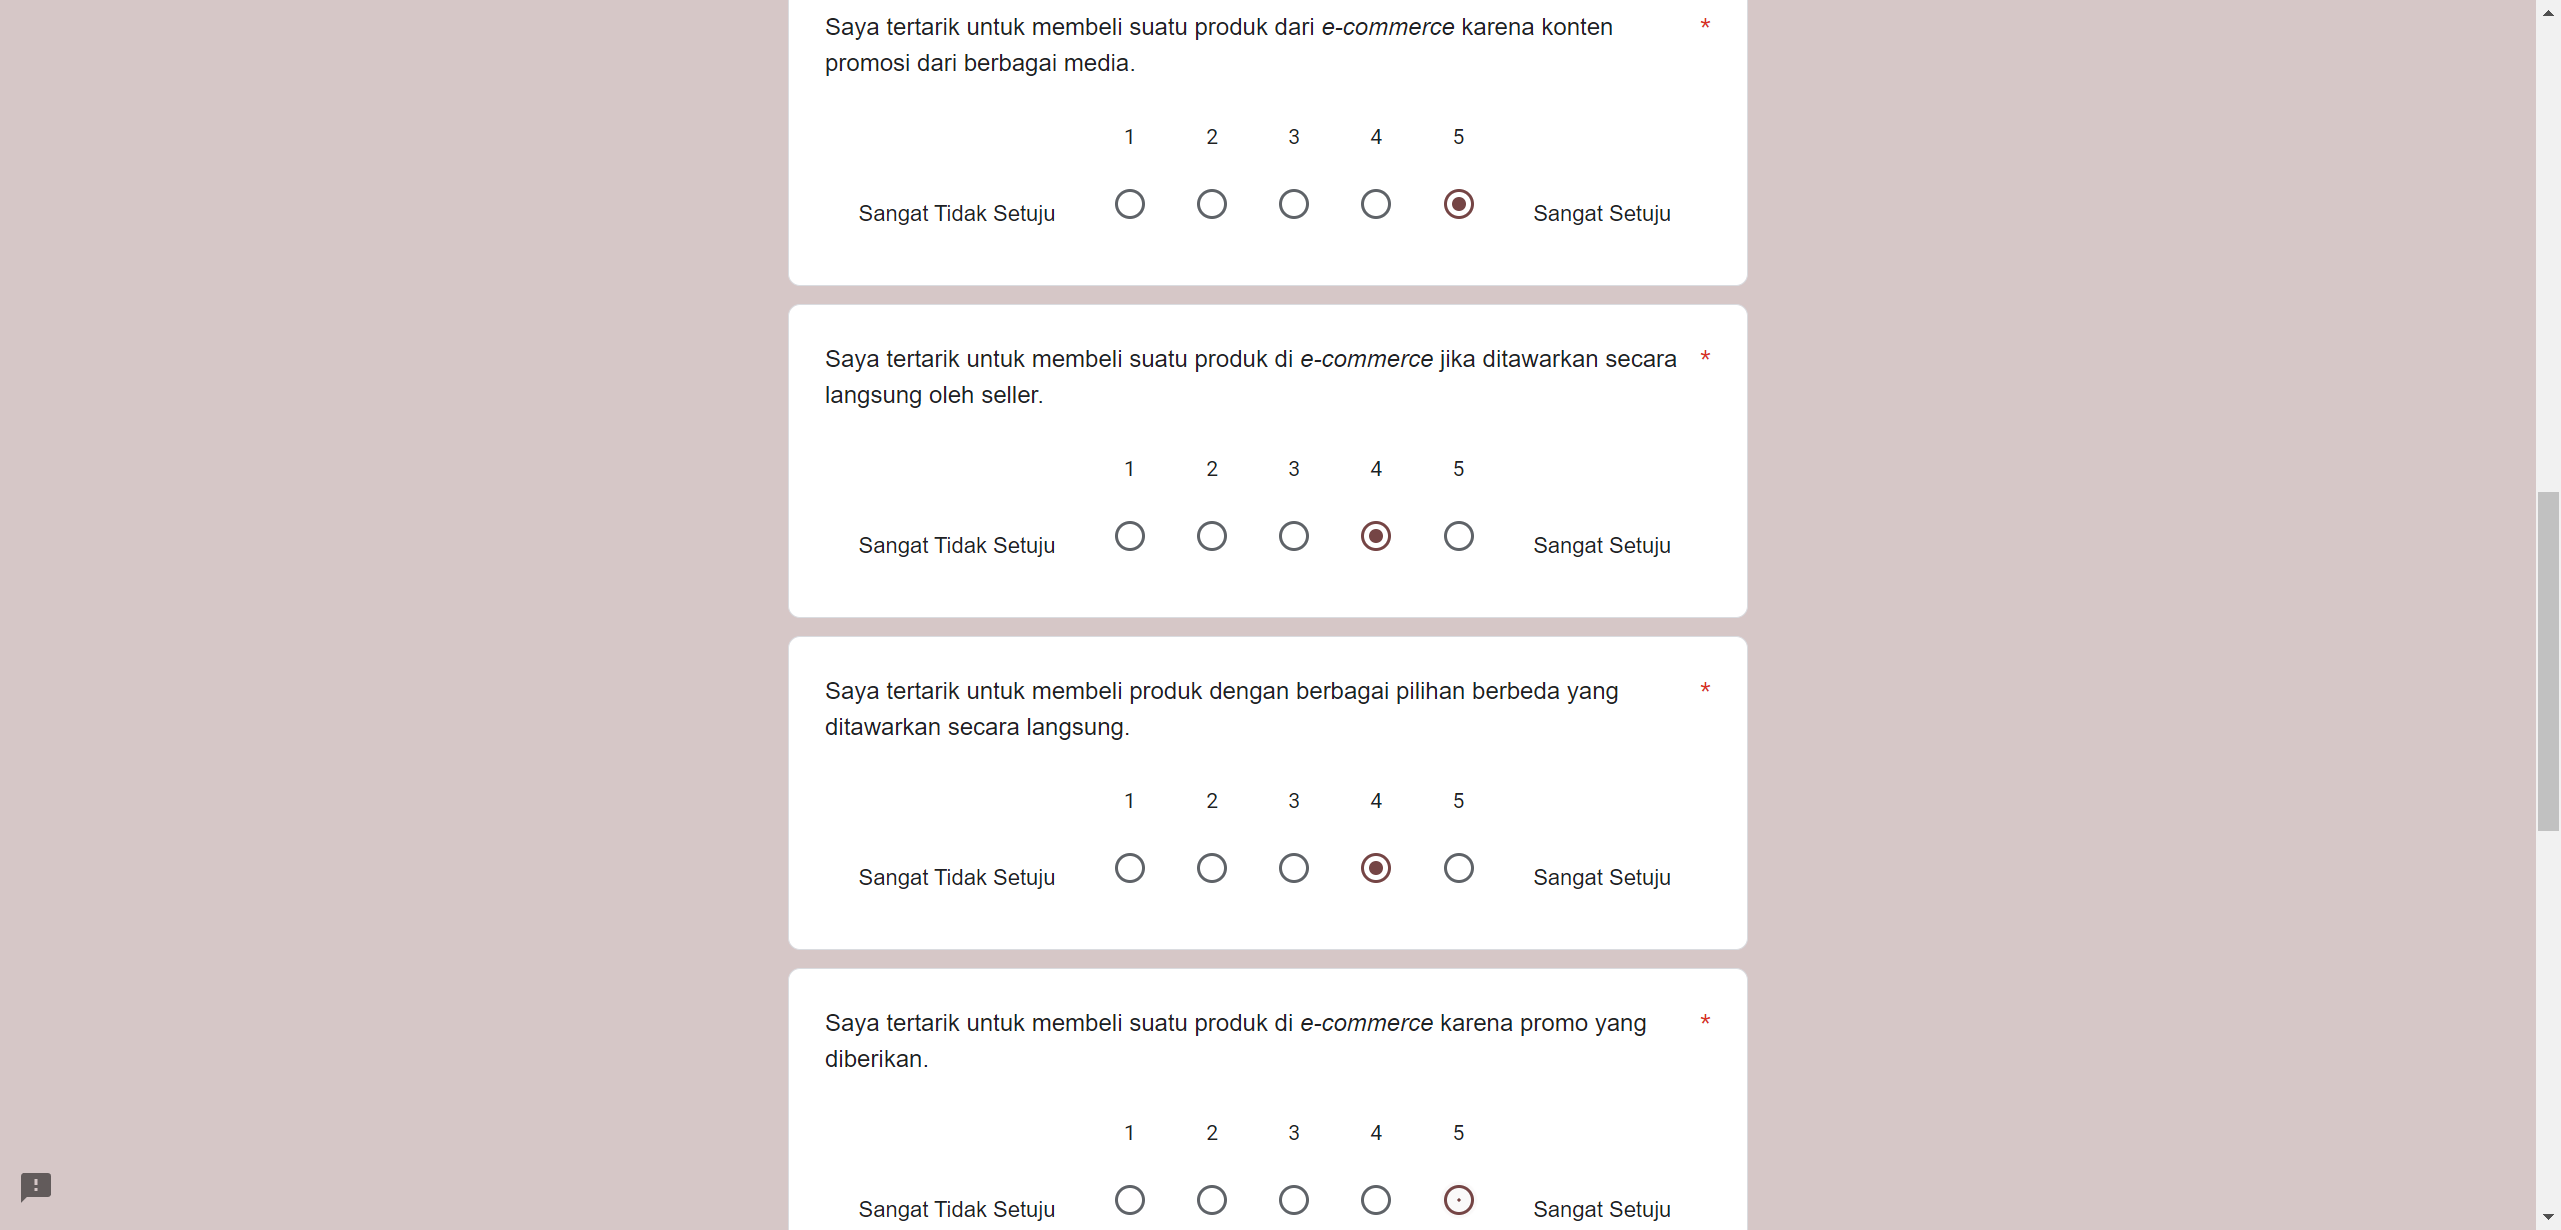 Saya tertarik untuk membeli suatu produk dari e-commerce karena konten *
promosi dari berbagai media.
1 2 3 4 5
Sangat Tidak Setuju Sangat Setuju
Saya tertarik untuk membeli suatu produk di e-commerce jika ditawarkan secara *
langsung oleh seller.
1 2 3 4 5
Sangat Tidak Setuju Sangat Setuju
Saya tertarik untuk membeli produk dengan berbagai pilihan berbeda yang *
ditawarkan secara langsung.
1 2 3 4 5
Sangat Tidak Setuju Sangat Setuju
Saya tertarik untuk membeli suatu produk di e-commerce karena promo yang *
diberikan.
1 2 3 4 5
Sangat Tidak Setuju Sangat Setuju